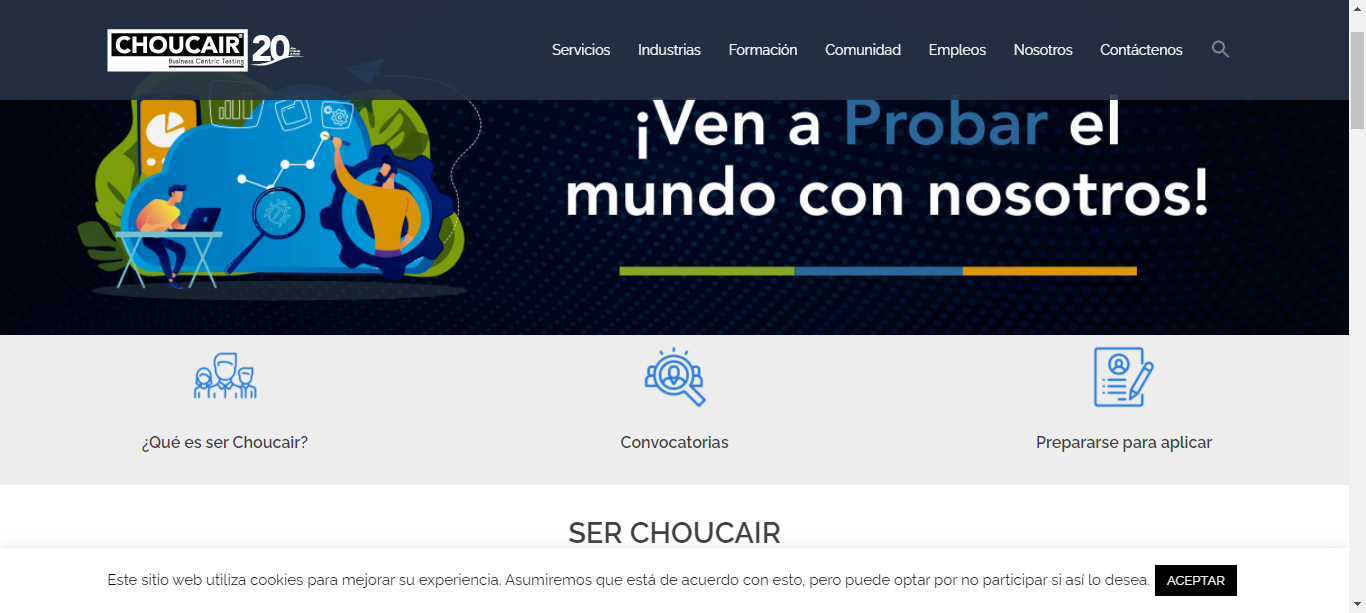 CHOUCAIR
Business Centric Testing
20
Servicios Industrias Formación Comunidad Empleos Nosotros Contáctenos
¡Ven a Probar el
mundo con nosotros!
¿Qué es ser Choucair? Convocatorias Prepararse para aplicar
SER CHOUCAIR
Este sitio web utiliza cookies para mejorar su experiencia. Asumiremos que está de acuerdo con esto, pero puede optar por no participar si así lo desea. ACEPTAR